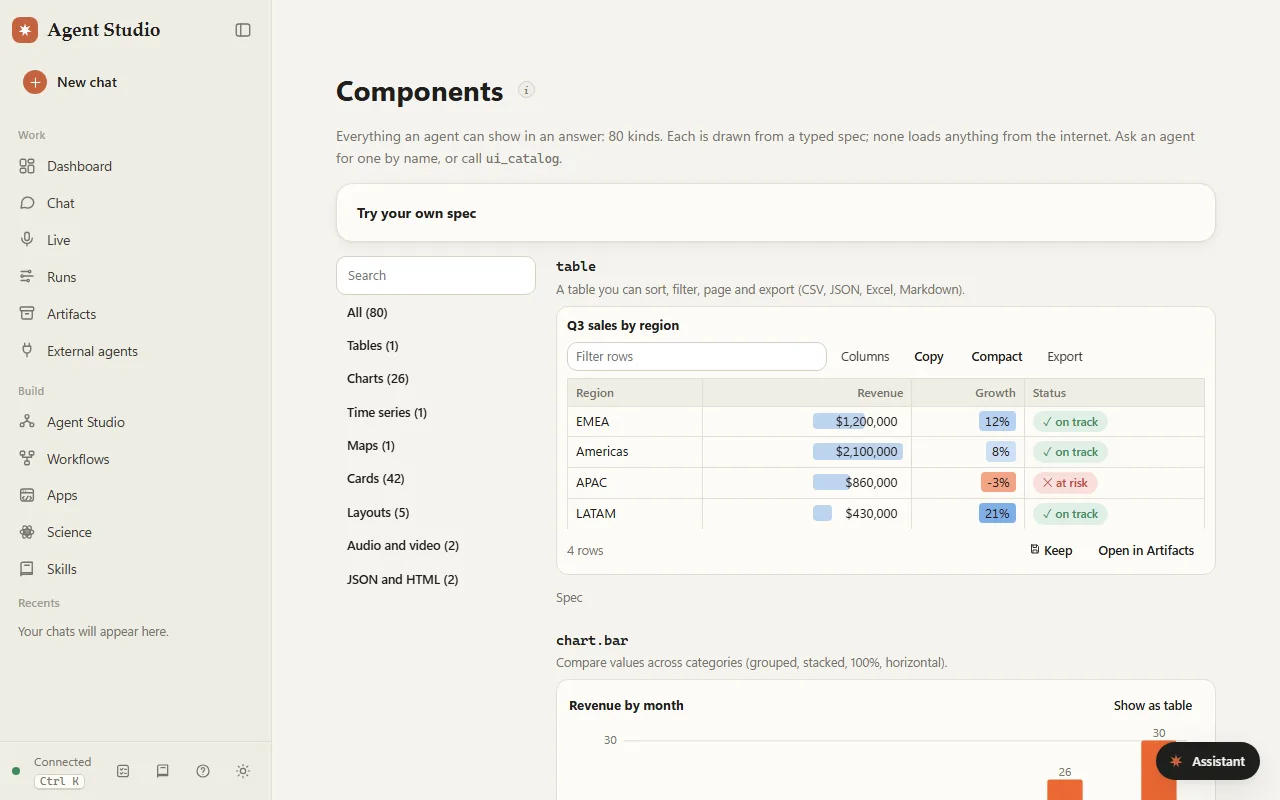 Agent Studio
New chat
Work
Dashboard
Chat
Live
Runs
Artifacts
External agents
Build
Agent Studio
Workflows
Apps
Science
Skills
Recents
Your chats will appear here.
Connected
Ctrl K
Components i
Everything an agent can show in an answer: 80 kinds. Each is drawn from a typed spec; none loads anything from the internet. Ask an agent
for one by name, or call ui_catalog.
Try your own spec
Search
All (80)
Tables (1)
Charts (26)
Time series (1)
Maps (1)
Cards (42)
Layouts (5)
Audio and video (2)
JSON and HTML (2)
table
A table you can sort, filter, page and export (CSV, JSON, Excel, Markdown).
Q3 sales by region
Filter rows Columns Copy Compact Export
Region Revenue Growth Status
EMEA $1,200,000 12% ✓ on track
Americas $2,100,000 8% ✓ on track
APAC $860,000 -3% ✕ at risk
LATAM $430,000 21% ✓ on track
4 rows Keep Open in Artifacts
Spec
chart.bar
Compare values across categories (grouped, stacked, 100%, horizontal).
Revenue by month Show as table
30
30
26
Assistant